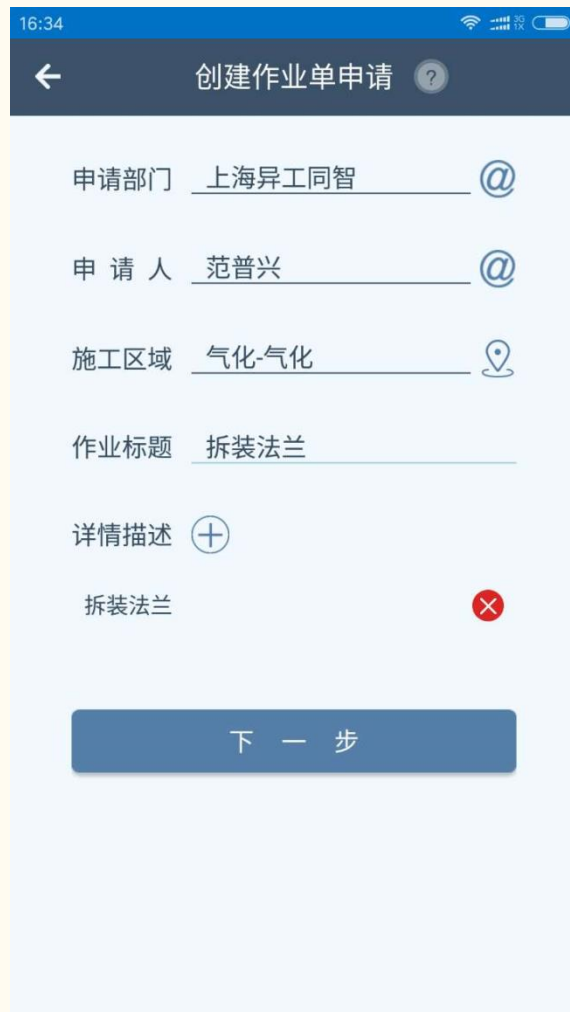 16:34 3G 1X
创建作业单申请 ?
申请部门 上海异工同智 @
申 请 人 范普兴 @
施工区域 气化-气化
作业标题 拆装法兰
详情描述
拆装法兰
下 一 步